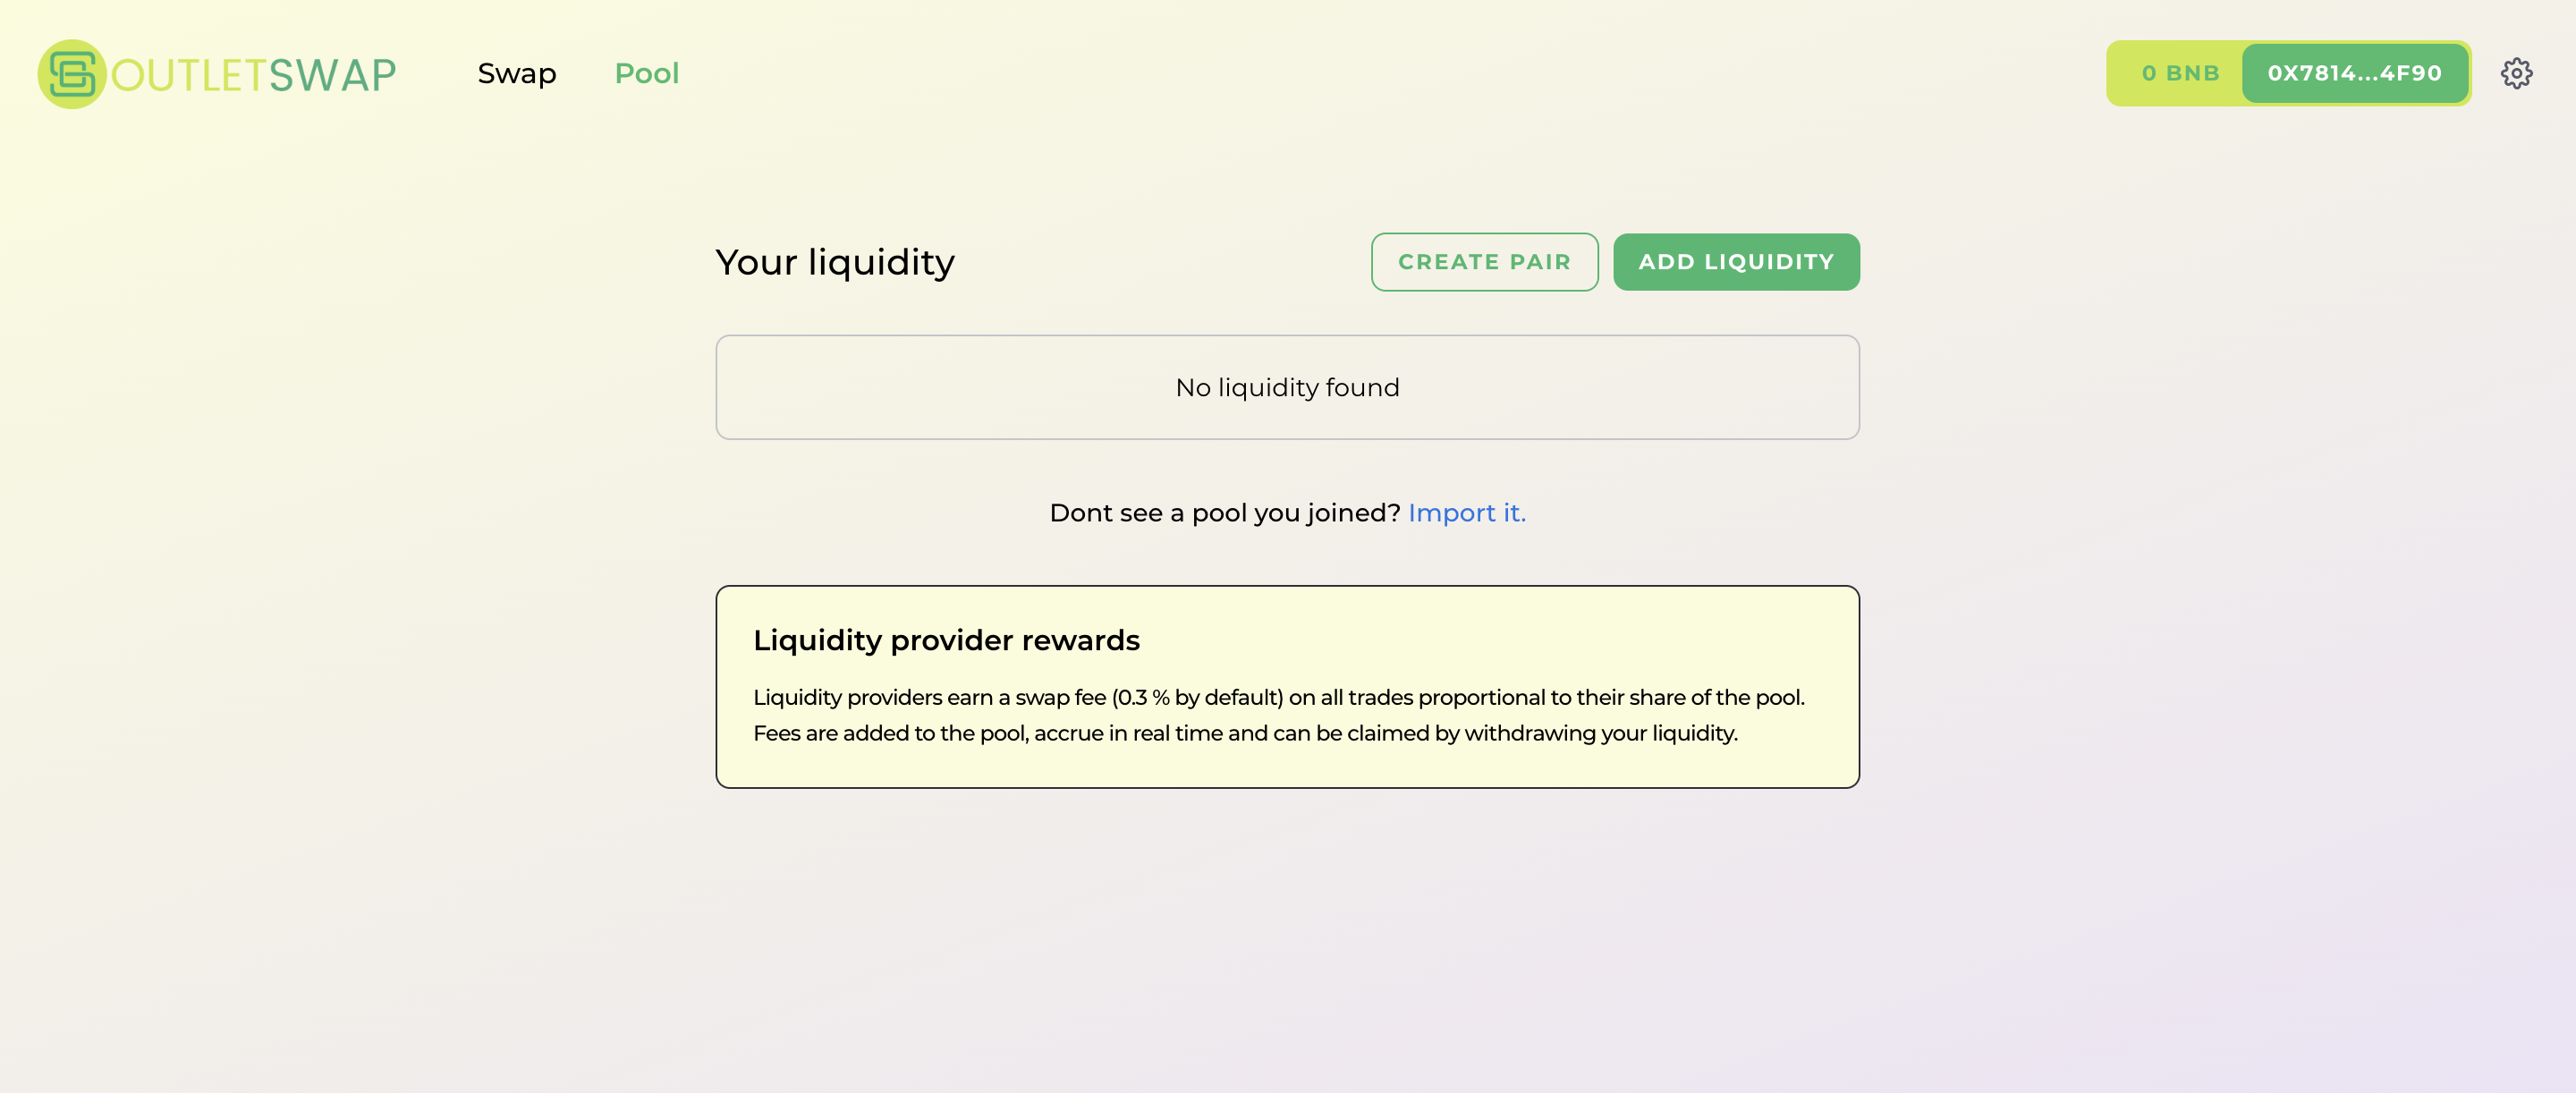 OUTLETSWAP
Swap
Pool
0 BNB
0X7814...4F90
Your liquidity
CREATE PAIR
ADD LIQUIDITY
No liquidity found
Dont see a pool you joined? Import it.
Liquidity provider rewards
Liquidity providers earn a swap fee (0.3 % by default) on all trades proportional to their share of the pool.
Fees are added to the pool, accrue in real time and can be claimed by withdrawing your liquidity.